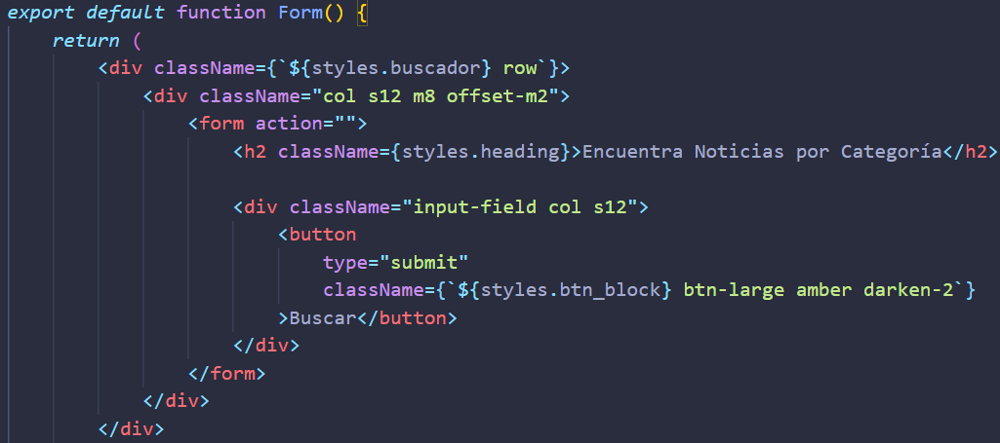 export default function Form() {
    return (
        <div className={`${styles.buscador} row`}>
            <div className="col s12 m8 offset-m2">
                <form action="">
                    <h2 className={styles.heading}>Encuentra Noticias por Categoría</h2>

                    <div className="input-field col s12">
                        <button
                            type="submit"
                            className={`${styles.btn_block} btn-large amber darken-2`}
                        >Buscar</button>
                    </div>
                </form>
            </div>
        </div>